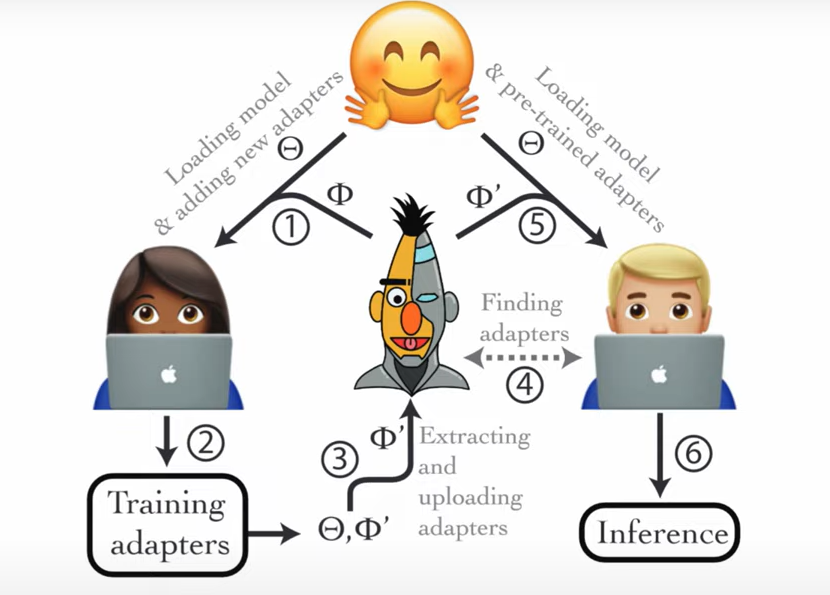 Loading model
& adding new adapters
Θ
Φ
①
Loading model
& pre-trained adapters
Θ
Φ’
⑤
Finding
adapters
④
②
Training
adapters
Θ,Φ’
③
Φ’
Extracting
and
uploading
adapters
⑥
Inference